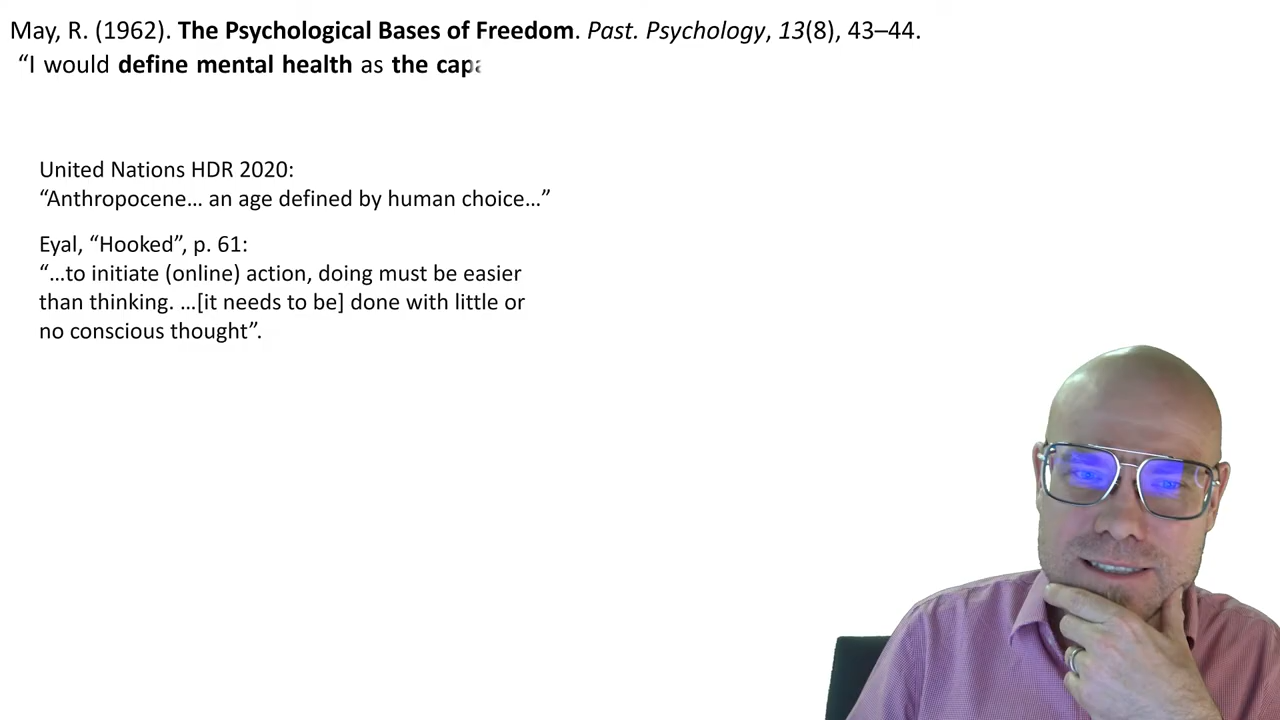 May, R. (1962). The Psychological Bases of Freedom. Past. Psychology, 13(8), 43–44.
“I would define mental health as the
United Nations HDR 2020:
“Anthropocene… an age defined by human choice…”
Eyal, “Hooked”, p. 61:
“…to initiate (online) action, doing must be easier
than thinking. …[it needs to be] done with little or
no conscious thought”.